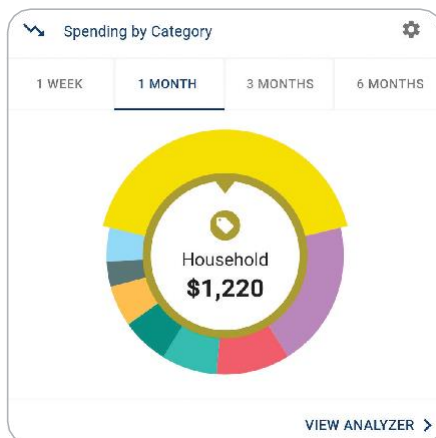 Spending by Category
1 WEEK
1 MONTH
3 MONTHS
6 MONTHS
Household
$1,220
VIEW ANALYZER